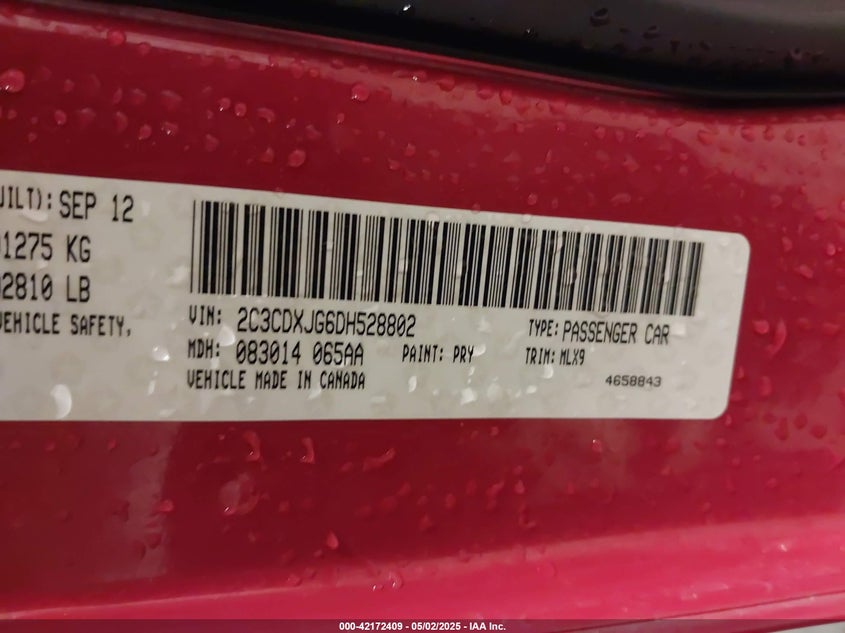 UILT): SEP 12
1275 KG
2810 LB
VEHICLE SAFETY,
VIN: 2C3CDXJG6DH528802
TYPE: PASSENGER CAR
MDH: 083014 065AA PAINT: PRY TRIM: MLX9
VEHICLE MADE IN CANADA
4658843
000-42172409 - 05/02/2025 - IAA Inc.